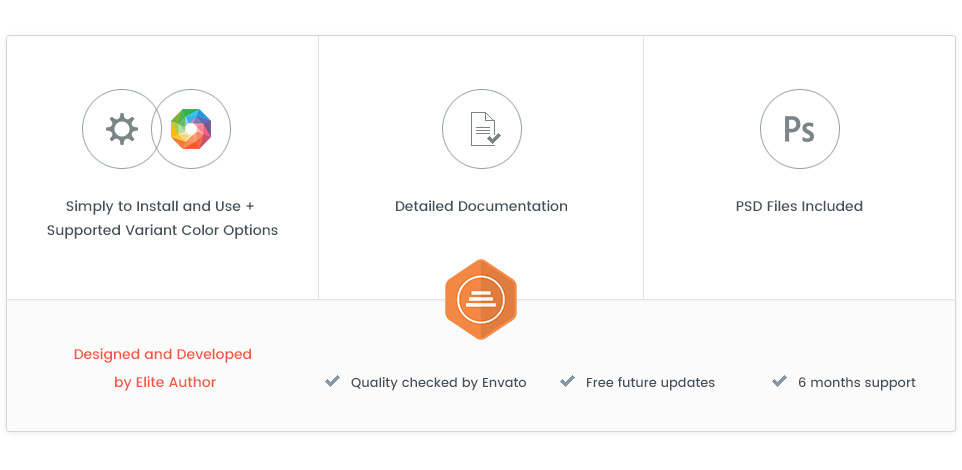 Ps
Simply to Install and Use +
Supported Variant Color Options
Detailed Documentation
PSD Files Included
Designed and Developed
by Elite Author
Quality checked by Envato
Free future updates
6 months support